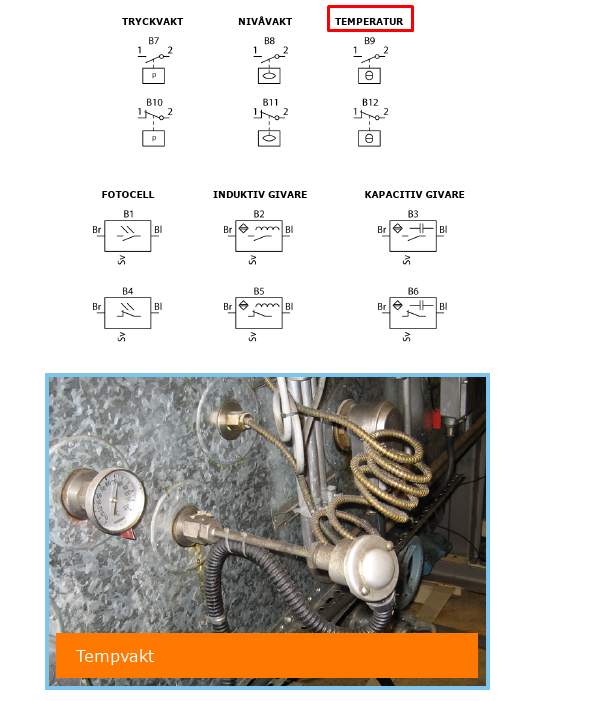 TRYCKVAKT NIVÅVAKT TEMPERATUR
B7 B8 B9
1 2 1 2 1 2
p
B10 B11 B12
1 2 1 2 1 2
p
FOTOCELL INDUKTIV GIVARE KAPACITIV GIVARE
B1 B2 B3
Br Bl Br Bl Br Bl
Sv Sv Sv
B4 B5 B6
Br Bl Br Bl Br Bl
Sv Sv Sv
Tempvakt